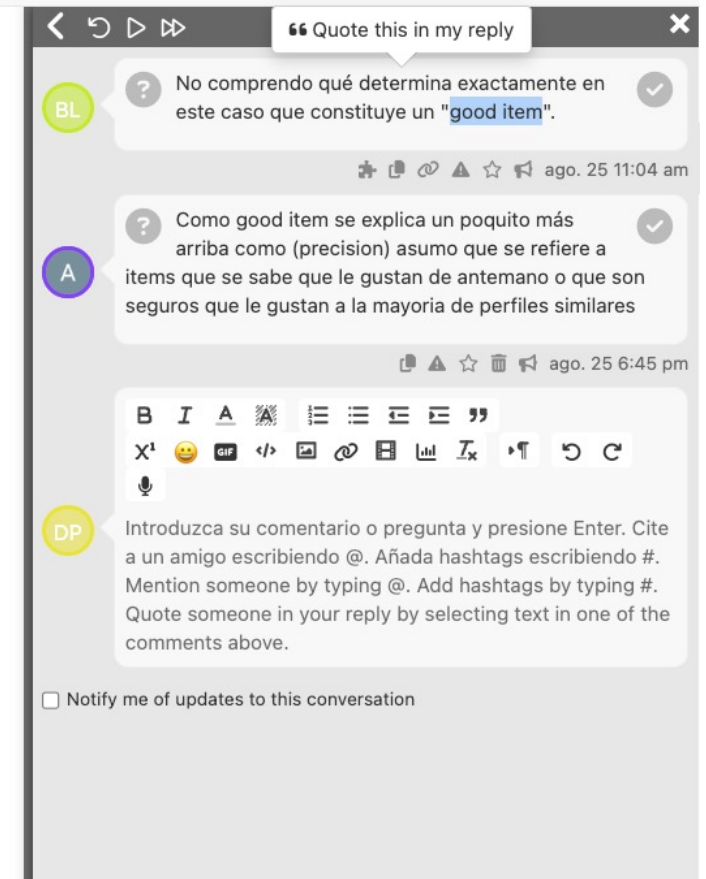 ❝ Quote this in my reply
No comprendo qué determina exactamente en
este caso que constituye un "good item".
BL
ago. 25 11:04 am
Como good item se explica un poquito más
arriba como (precision) asumo que se refiere a
items que se sabe que le gustan de antemano o que son
seguros que le gustan a la mayoria de perfiles similares
A
ago. 25 6:45 pm
B I A A
X¹ GIF </> Tx ¶
DP
Introduzca su comentario o pregunta y presione Enter. Cite
a un amigo escribiendo @. Añada hashtags escribiendo #.
Mention someone by typing @. Add hashtags by typing #.
Quote someone in your reply by selecting text in one of the
comments above.
Notify me of updates to this conversation